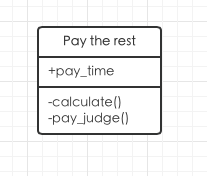 Pay the rest
+pay_time
-calculate()
-pay_judge()